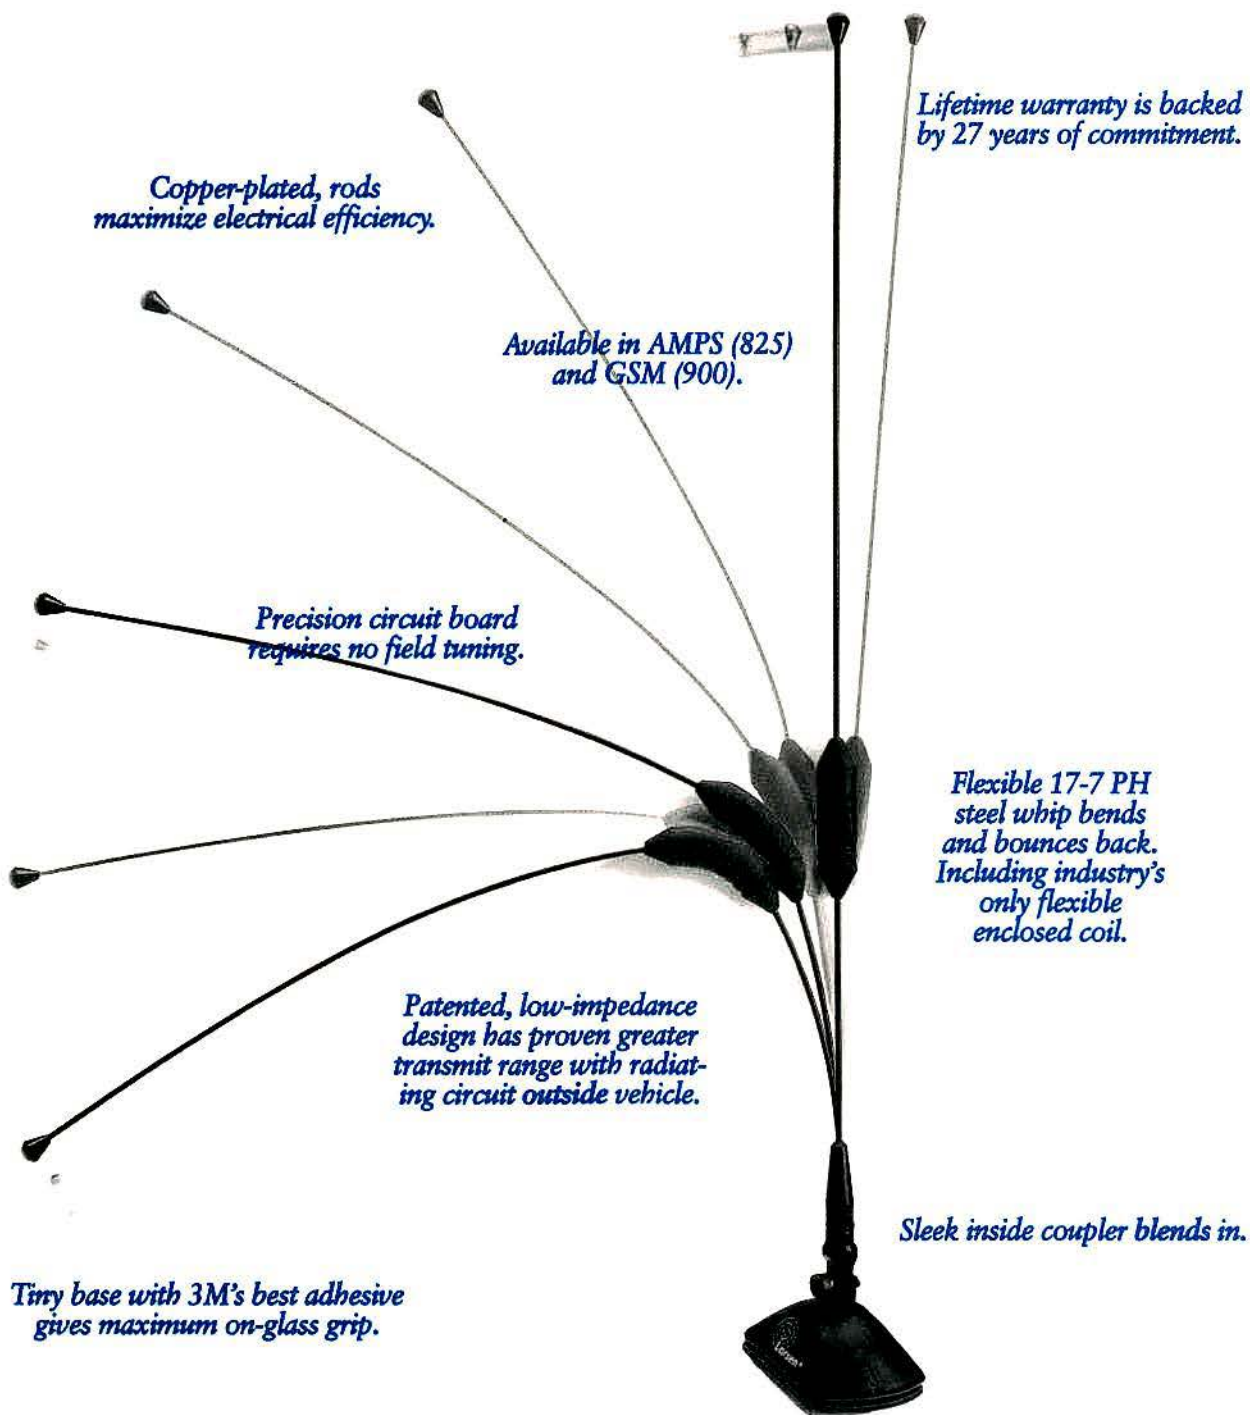 Lifetime warranty is backed
by 27 years of commitment.
Copper-plated, rods
maximize electrical efficiency.
Available in AMPS (825)
and GSM (900).
Precision circuit board
requires no field tuning.
Flexible 17-7 PH
steel whip bends
and bounces back.
Including industry's
only flexible
enclosed coil.
Patented, low-impedance
design has proven greater
transmit range with radiat-
ing circuit outside vehicle.
Sleek inside coupler blends in.
Tiny base with 3M's best adhesive
gives maximum on-glass grip.
Larsen